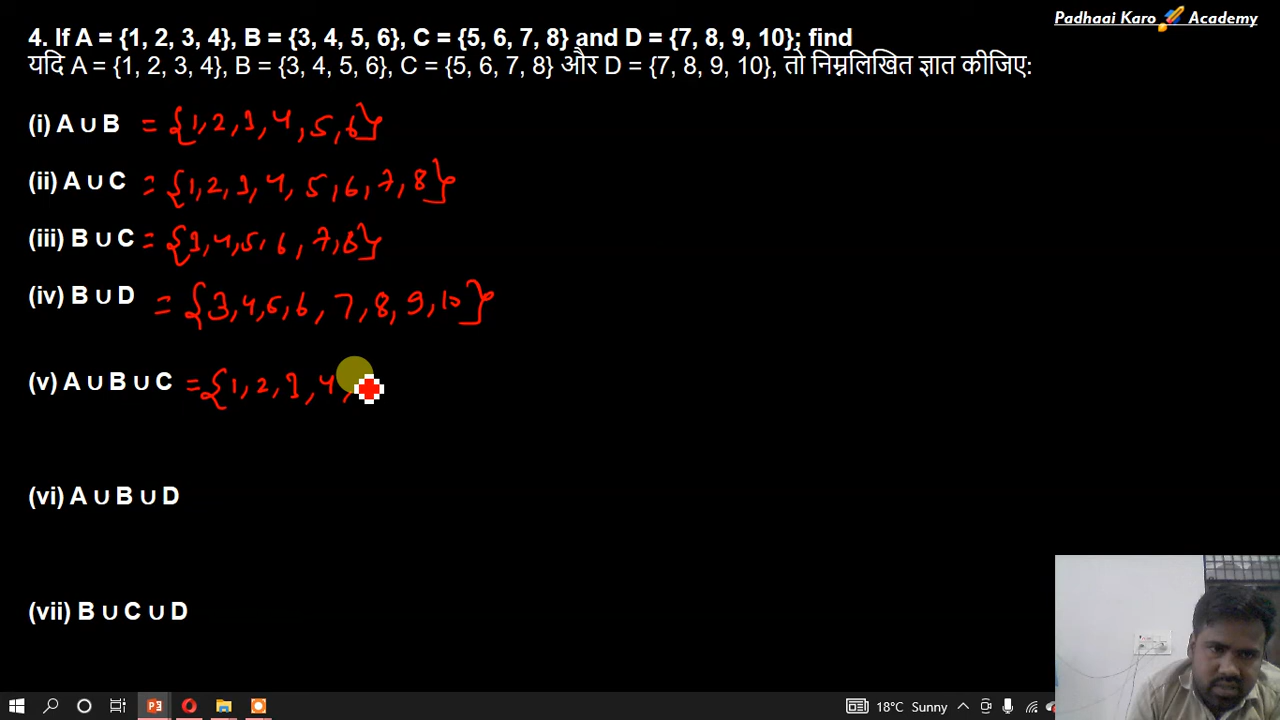 Padhaai Karo Academy
4. If A = {1, 2, 3, 4}, B = {3, 4, 5, 6}, C = {5, 6, 7, 8} and D = {7, 8, 9, 10}; find
यदि A = {1, 2, 3, 4}, B = {3, 4, 5, 6}, C = {5, 6, 7, 8} और D = {7, 8, 9, 10}, तो निम्नलिखित ज्ञात कीजिए:
(i) A ∪ B = {1, 2, 3, 4, 5, 6}
(ii) A ∪ C = {1, 2, 3, 4, 5, 6, 7, 8}
(iii) B ∪ C = {3, 4, 5, 6, 7, 8}
(iv) B ∪ D = {3, 4, 5, 6, 7, 8, 9, 10}
(v) A ∪ B ∪ C = {1, 2, 3, 4,
(vi) A ∪ B ∪ D
(vii) B ∪ C ∪ D
18°C Sunny